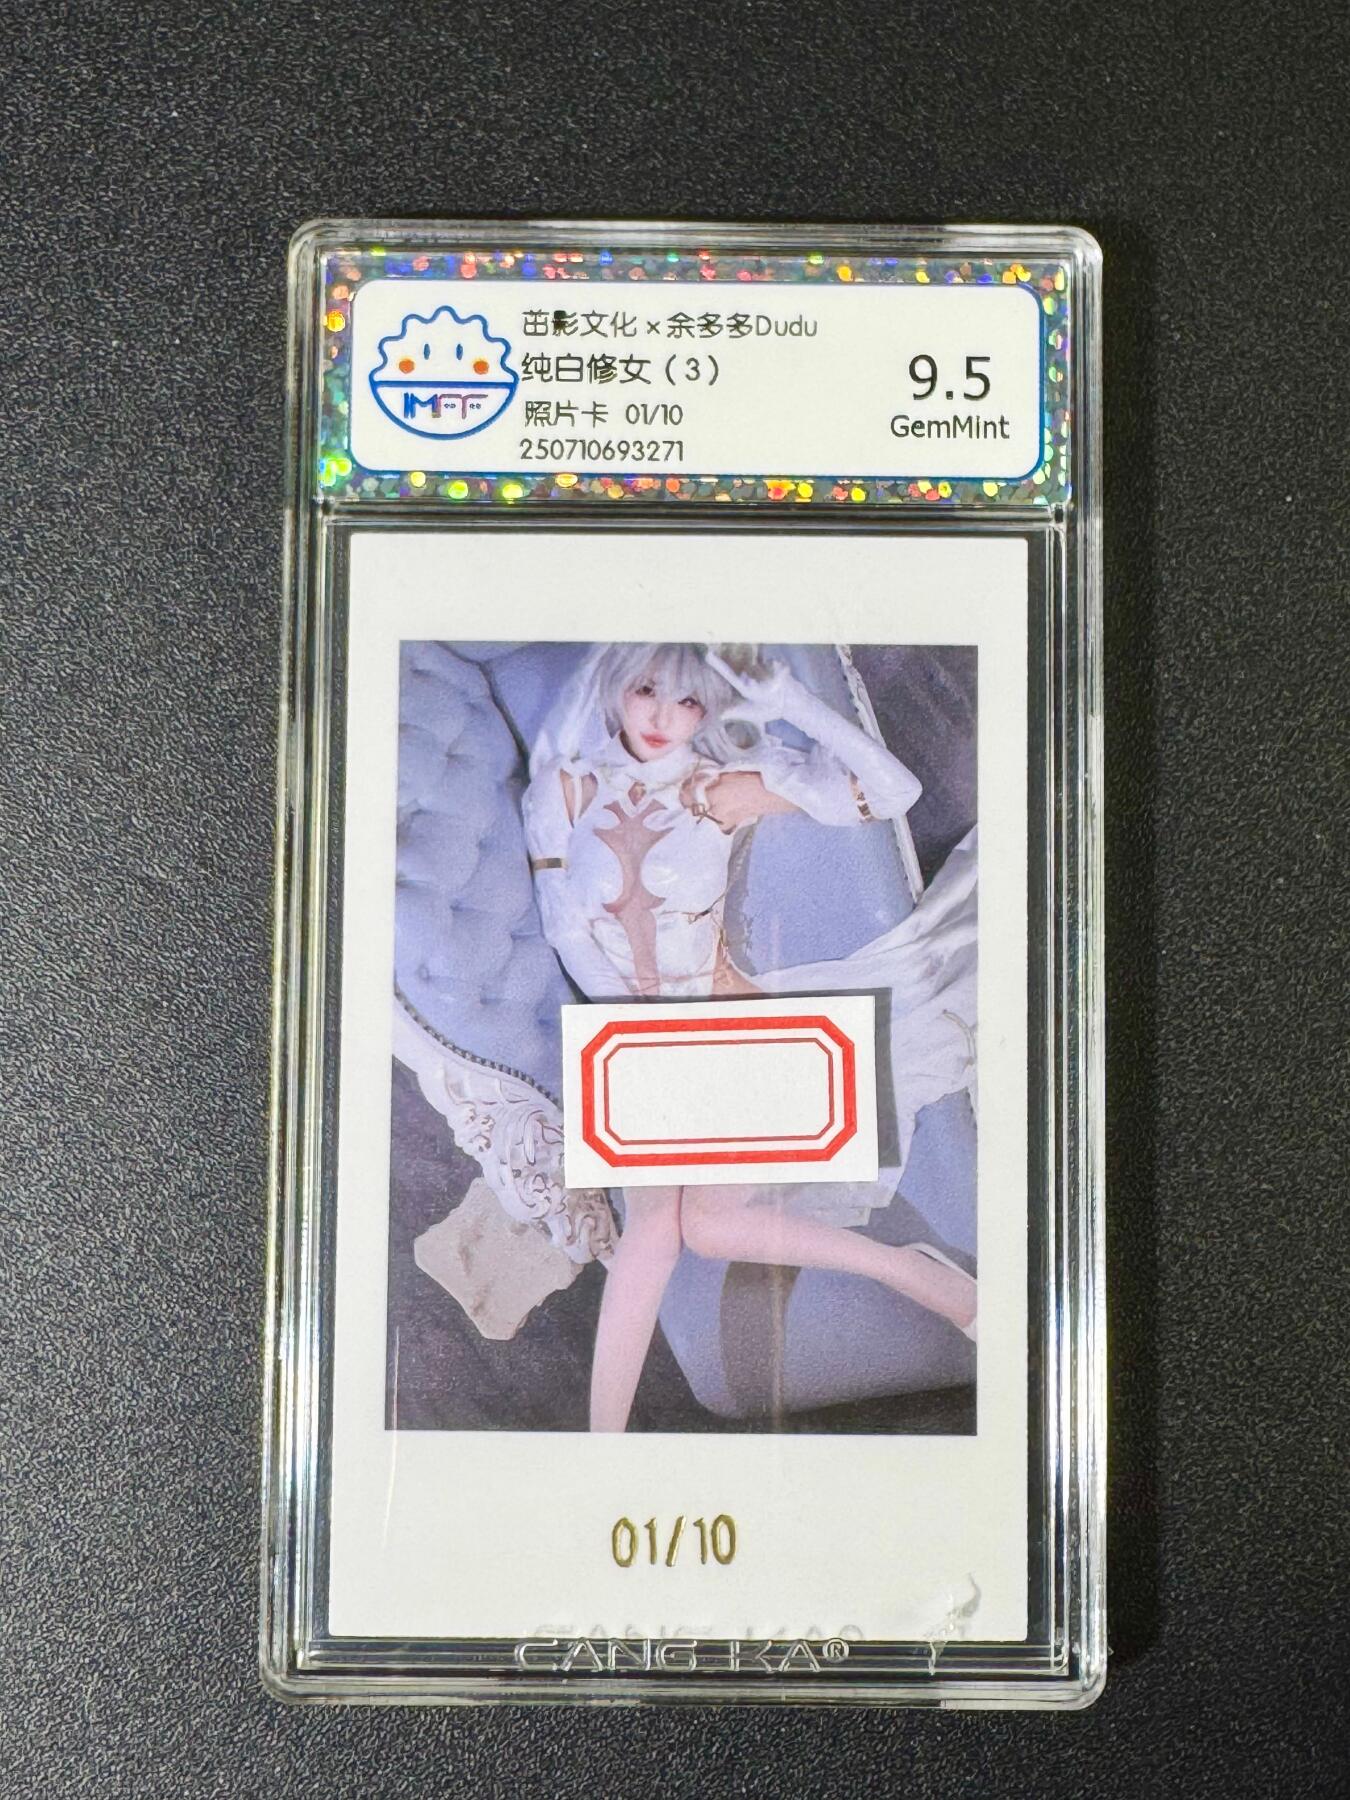 茁影文化×余多多Dudu
纯白修女（3）
照片卡 01/10
250710693271
9.5
GemMint
01/10
CANG KA®